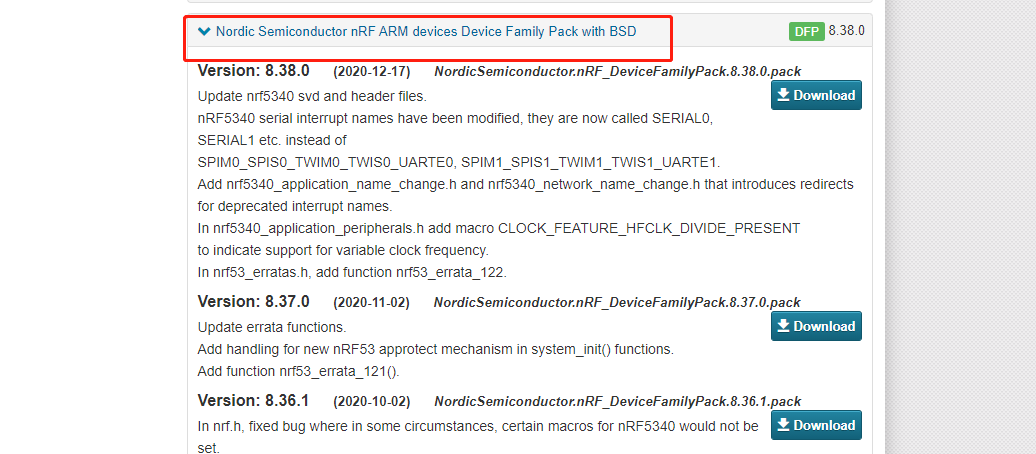 Nordic Semiconductor nRF ARM devices Device Family Pack with BSD DFP 8.38.0
Version: 8.38.0 (2020-12-17) NordicSemiconductor.nRF_DeviceFamilyPack.8.38.0.pack
Download
Update nrf5340 svd and header files.
nRF5340 serial interrupt names have been modified, they are now called SERIAL0,
SERIAL1 etc. instead of
SPIM0_SPIS0_TWIM0_TWIS0_UARTE0, SPIM1_SPIS1_TWIM1_TWIS1_UARTE1.
Add nrf5340_application_name_change.h and nrf5340_network_name_change.h that introduces redirects
for deprecated interrupt names.
In nrf5340_application_peripherals.h add macro CLOCK_FEATURE_HFCLK_DIVIDE_PRESENT
to indicate support for variable clock frequency.
In nrf53_erratas.h, add function nrf53_errata_122.
Version: 8.37.0 (2020-11-02) NordicSemiconductor.nRF_DeviceFamilyPack.8.37.0.pack
Download
Update errata functions.
Add handling for new nRF53 approtect mechanism in system_init() functions.
Add function nrf53_errata_121().
Version: 8.36.1 (2020-10-02) NordicSemiconductor.nRF_DeviceFamilyPack.8.36.1.pack
Download
In nrf.h, fixed bug where in some circumstances, certain macros for nRF5340 would not be
set.